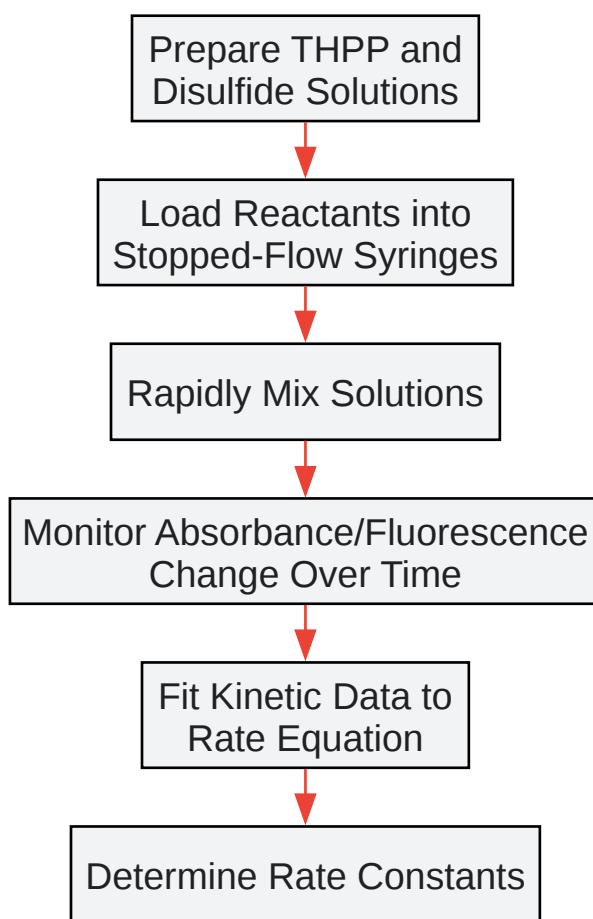 Prepare THPP and
Disulfide Solutions
Load Reactants into
Stopped-Flow Syringes
Rapidly Mix Solutions
Monitor Absorbance/Fluorescence
Change Over Time
Fit Kinetic Data to
Rate Equation
Determine Rate Constants